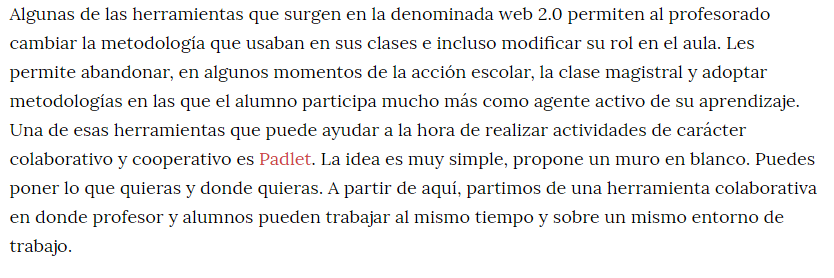 Algunas de las herramientas que surgen en la denominada web 2.0 permiten al profesorado
cambiar la metodología que usaban en sus clases e incluso modificar su rol en el aula. Les
permite abandonar, en algunos momentos de la acción escolar, la clase magistral y adoptar
metodologías en las que el alumno participa mucho más como agente activo de su aprendizaje.
Una de esas herramientas que puede ayudar a la hora de realizar actividades de carácter
colaborativo y cooperativo es Padlet. La idea es muy simple, propone un muro en blanco. Puedes
poner lo que quieras y donde quieras. A partir de aquí, partimos de una herramienta colaborativa
en donde profesor y alumnos pueden trabajar al mismo tiempo y sobre un mismo entorno de
trabajo.